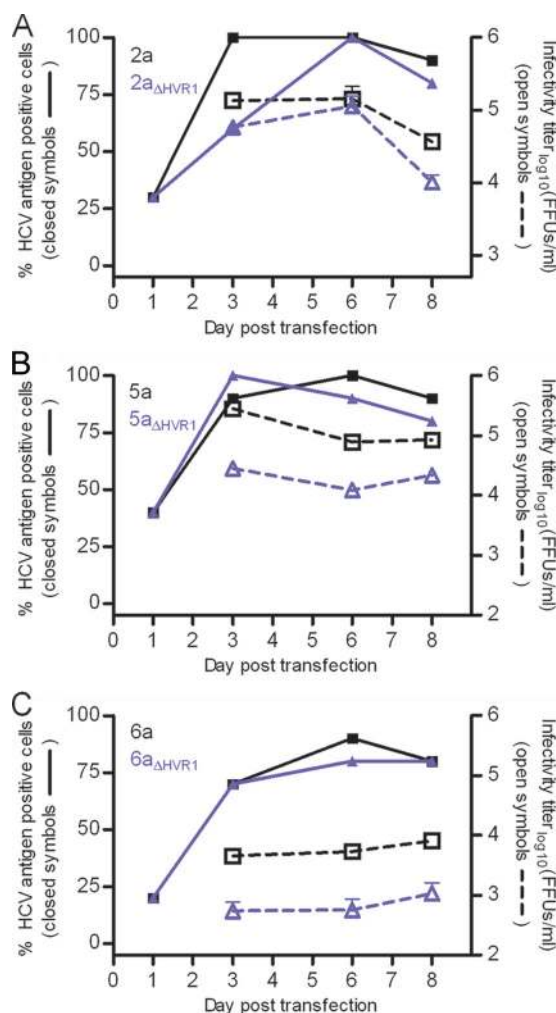 A
2a
2aΔHVR1
% HCV antigen positive cells
(closed symbols ━━)
100
75
50
25
0
Infectivity titer log10(FFUs/ml)
(open symbols ━ ━ ━)
6
5
4
3
0 1 2 3 4 5 6 7 8
Day post transfection
B
5a
5aΔHVR1
% HCV antigen positive cells
(closed symbols ━━)
100
75
50
25
0
Infectivity titer log10(FFUs/ml)
(open symbols ━ ━ ━)
6
5
4
3
2
0 1 2 3 4 5 6 7 8
Day post transfection
C
6a
6aΔHVR1
% HCV antigen positive cells
(closed symbols ━━)
100
75
50
25
0
Infectivity titer log10(FFUs/ml)
(open symbols ━ ━ ━)
6
5
4
3
2
0 1 2 3 4 5 6 7 8
Day post transfection